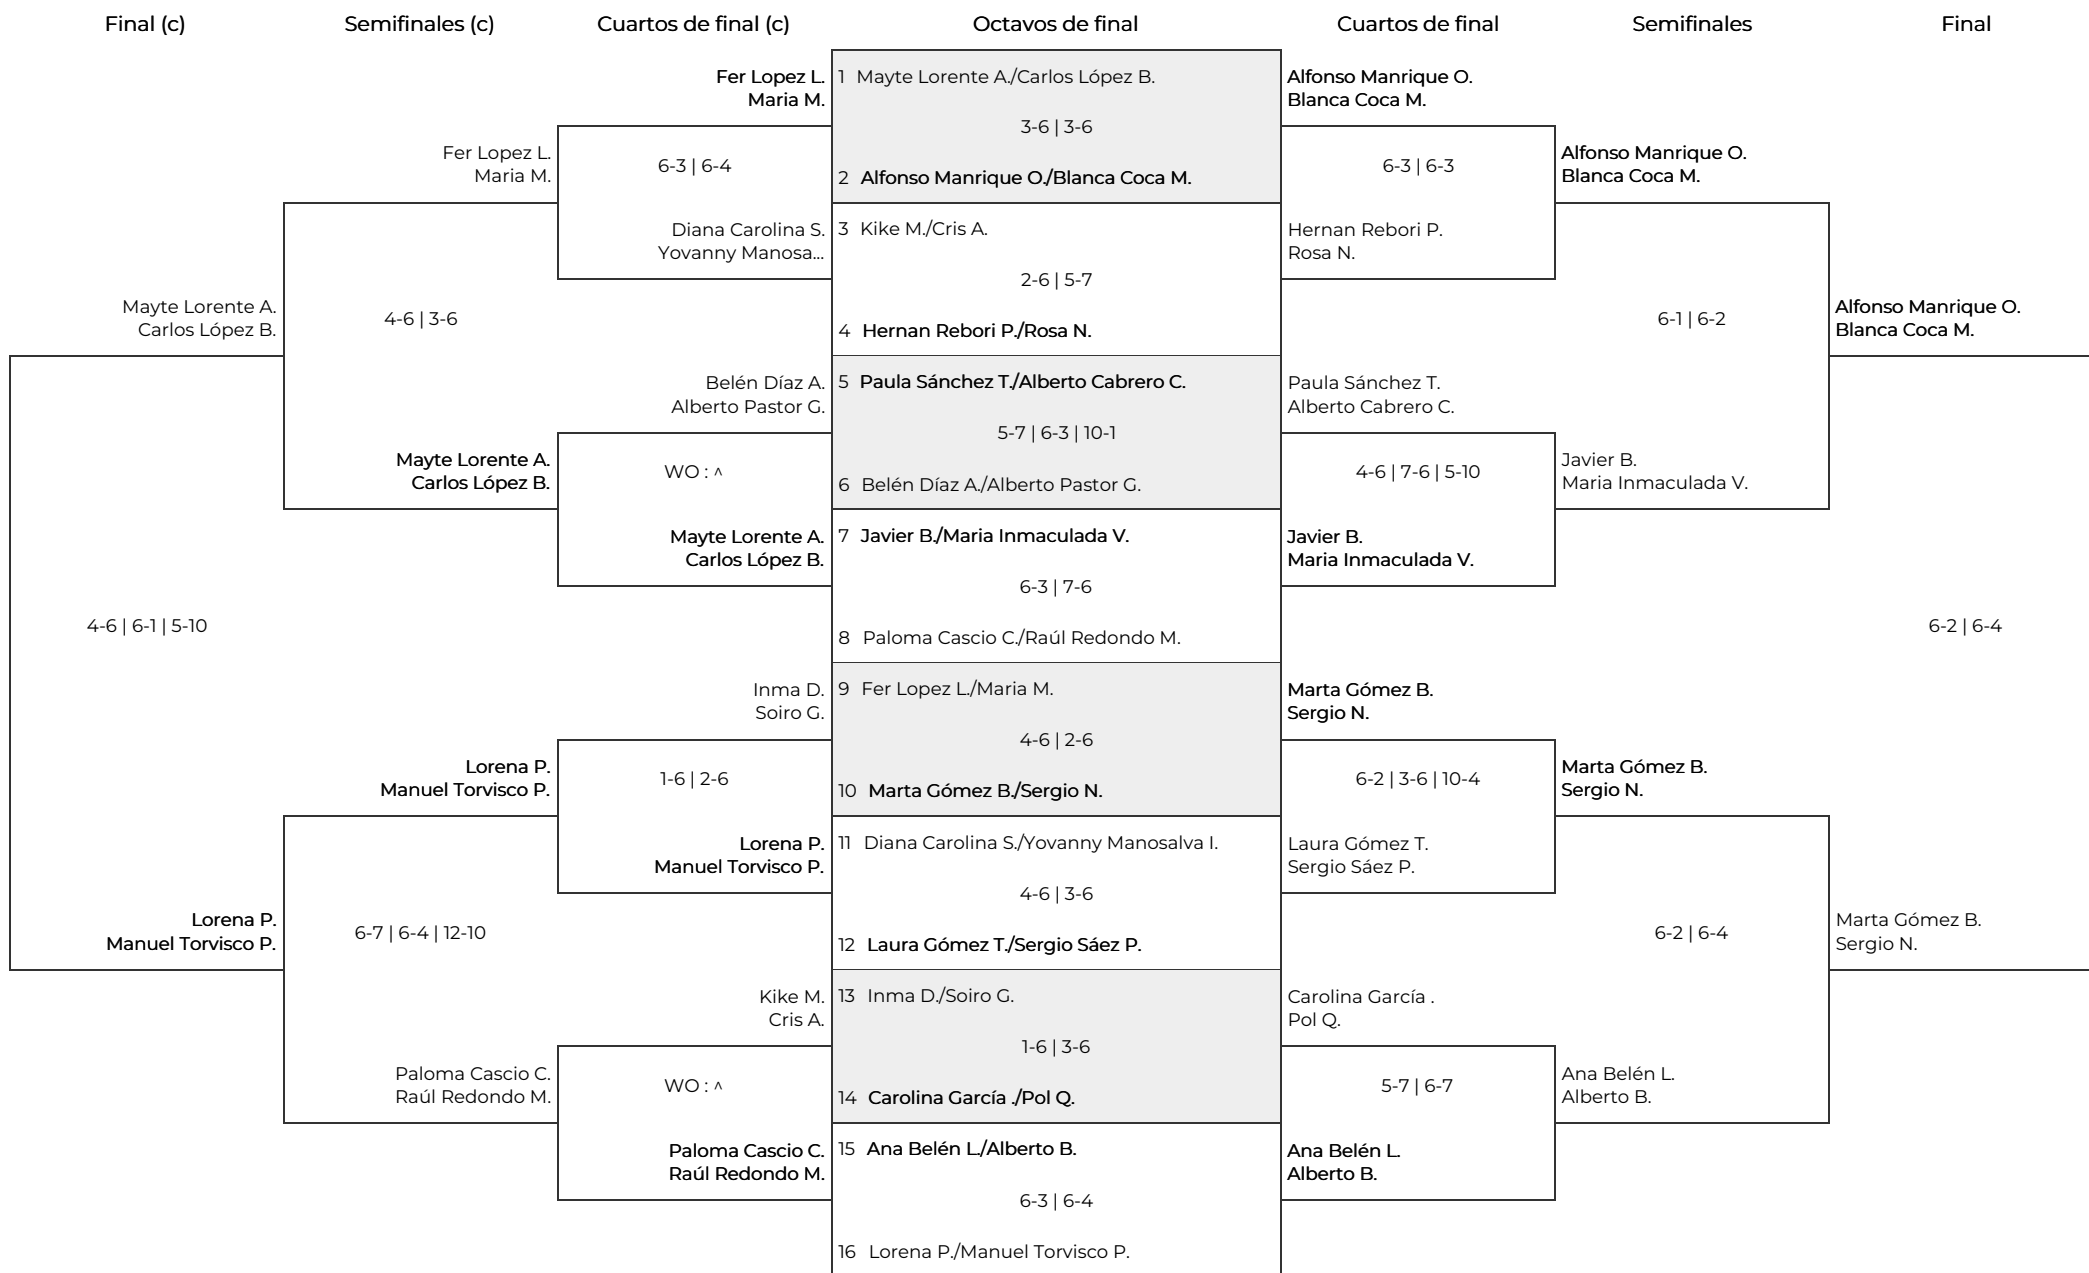 Final (c)
Semifinales (c)
Cuartos de final (c)
Octavos de final
Cuartos de final
Semifinales
Final
Mayte Lorente A.
Carlos López B.
4-6 | 6-1 | 5-10
Lorena P.
Manuel Torvisco P.
Fer Lopez L.
Maria M.
4-6 | 3-6
Mayte Lorente A.
Carlos López B.
Lorena P.
Manuel Torvisco P.
6-7 | 6-4 | 12-10
Paloma Cascio C.
Raúl Redondo M.
Fer Lopez L.
Maria M.
6-3 | 6-4
Diana Carolina S.
Yovanny Manosa...
Belén Díaz A.
Alberto Pastor G.
WO : ^
Mayte Lorente A.
Carlos López B.
Inma D.
Soiro G.
1-6 | 2-6
Lorena P.
Manuel Torvisco P.
Kike M.
Cris A.
WO : ^
Paloma Cascio C.
Raúl Redondo M.
1 Mayte Lorente A./Carlos López B.
3-6 | 3-6
2 Alfonso Manrique O./Blanca Coca M.
3 Kike M./Cris A.
2-6 | 5-7
4 Hernan Rebori P./Rosa N.
5 Paula Sánchez T./Alberto Cabrero C.
5-7 | 6-3 | 10-1
6 Belén Díaz A./Alberto Pastor G.
7 Javier B./Maria Inmaculada V.
6-3 | 7-6
8 Paloma Cascio C./Raúl Redondo M.
9 Fer Lopez L./Maria M.
4-6 | 2-6
10 Marta Gómez B./Sergio N.
11 Diana Carolina S./Yovanny Manosalva I.
4-6 | 3-6
12 Laura Gómez T./Sergio Sáez P.
13 Inma D./Soiro G.
1-6 | 3-6
14 Carolina García ./Pol Q.
15 Ana Belén L./Alberto B.
6-3 | 6-4
16 Lorena P./Manuel Torvisco P.
Alfonso Manrique O.
Blanca Coca M.
6-3 | 6-3
Hernan Rebori P.
Rosa N.
Paula Sánchez T.
Alberto Cabrero C.
4-6 | 7-6 | 5-10
Javier B.
Maria Inmaculada V.
Marta Gómez B.
Sergio N.
6-2 | 3-6 | 10-4
Laura Gómez T.
Sergio Sáez P.
Carolina García .
Pol Q.
5-7 | 6-7
Ana Belén L.
Alberto B.
Alfonso Manrique O.
Blanca Coca M.
6-1 | 6-2
Javier B.
Maria Inmaculada V.
Marta Gómez B.
Sergio N.
6-2 | 6-4
Ana Belén L.
Alberto B.
Alfonso Manrique O.
Blanca Coca M.
6-2 | 6-4
Marta Gómez B.
Sergio N.